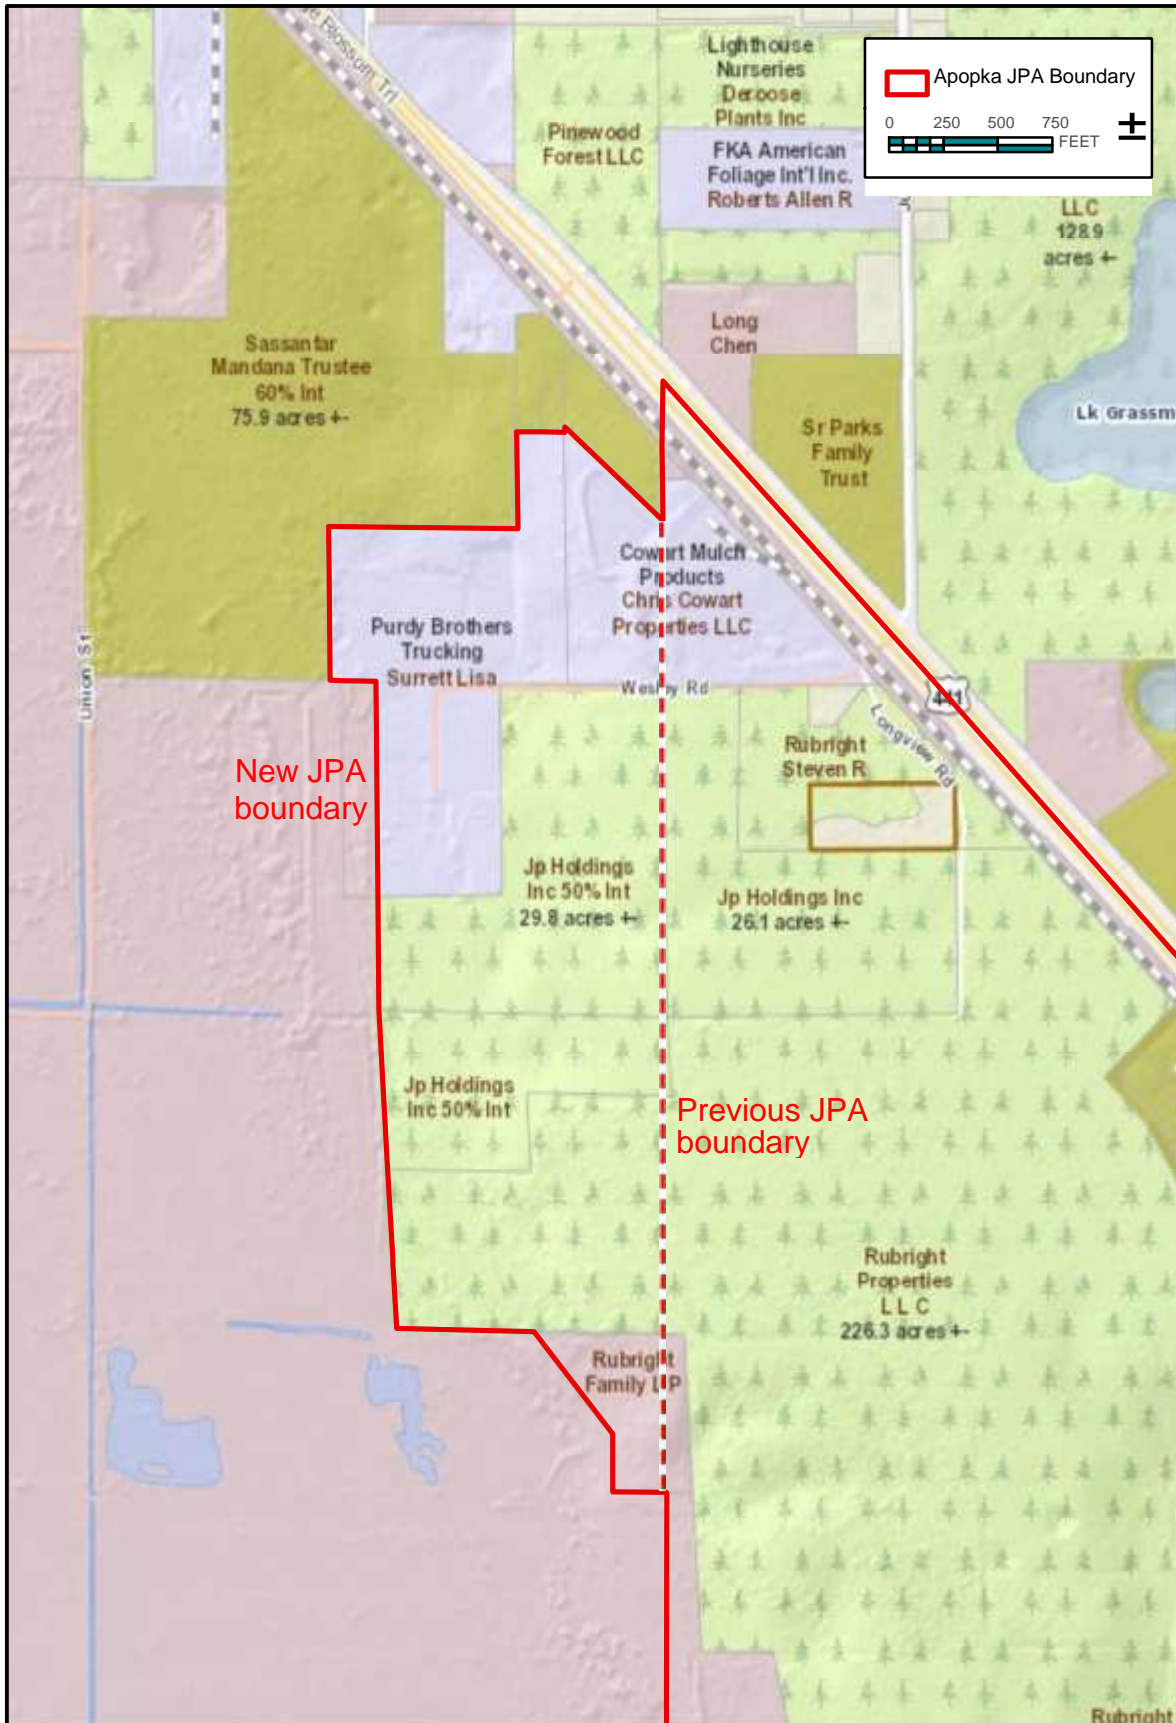 e Blossom Trl
Lighthouse
Nurseries
Deroose
Plants Inc
Apopka JPA Boundary
0 250 500 750
FEET
Pinewood
Forest LLC
FKA American
Foliage Int'l Inc.
Roberts Allen R
LLC
128.9
acres +-
Long
Chen
Sassanfar
Mandana Trustee
60% Int
75.9 acres +-
Lk Grassm
Sr Parks
Family
Trust
Cowart Mulch
Products
Chris Cowart
Properties LLC
Purdy Brothers
Trucking
Surrett Lisa
Union St
Wesley Rd
441
Longview Rd
Rubright
Steven R
New JPA
boundary
Jp Holdings
Inc 50% Int
29.8 acres +-
Jp Holdings Inc
26.1 acres +-
Jp Holdings
Inc 50% Int
Previous JPA
boundary
Rubright
Properties
L L C
226.3 acres +-
Rubright
Family LP
Rubright